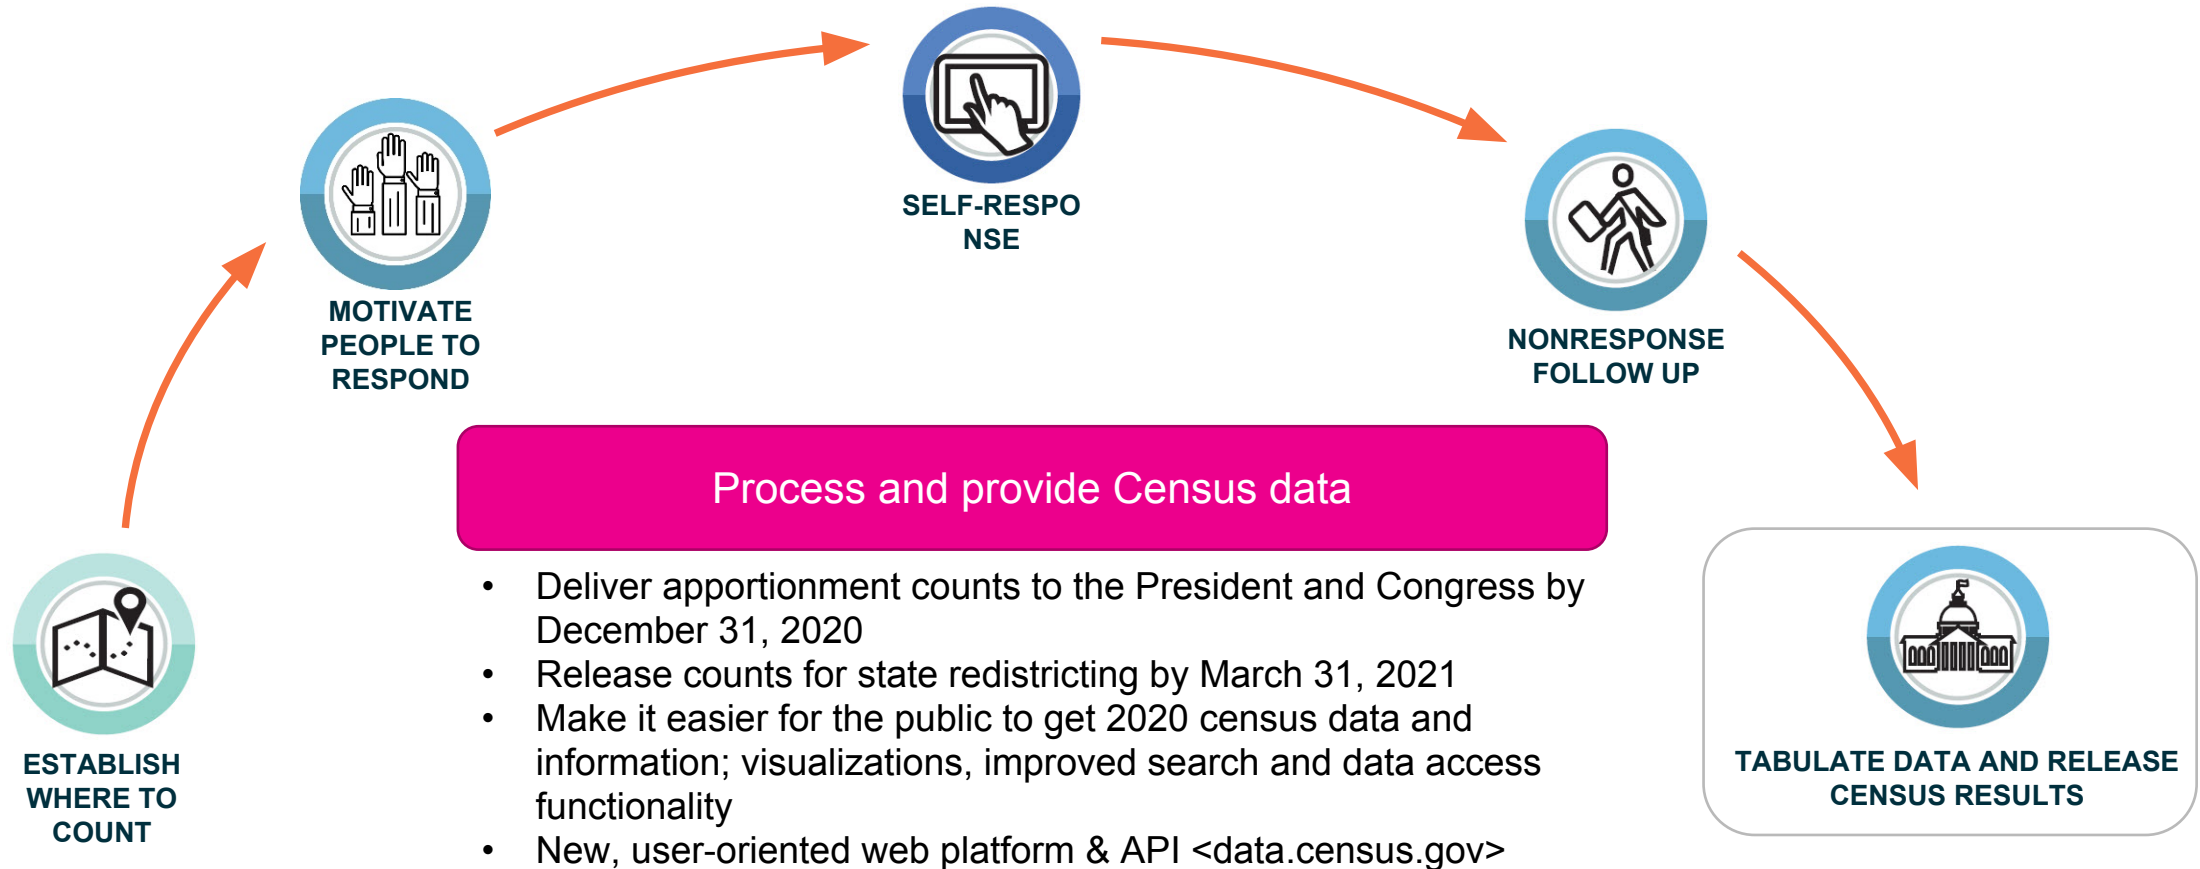 SELF-RESPO
NSE
MOTIVATE
PEOPLE TO
RESPOND
NONRESPONSE
FOLLOW UP
Process and provide Census data
ESTABLISH
WHERE TO
COUNT
• Deliver apportionment counts to the President and Congress by
December 31, 2020
• Release counts for state redistricting by March 31, 2021
• Make it easier for the public to get 2020 census data and
information; visualizations, improved search and data access
functionality
• New, user-oriented web platform & API <data.census.gov>
TABULATE DATA AND RELEASE
CENSUS RESULTS